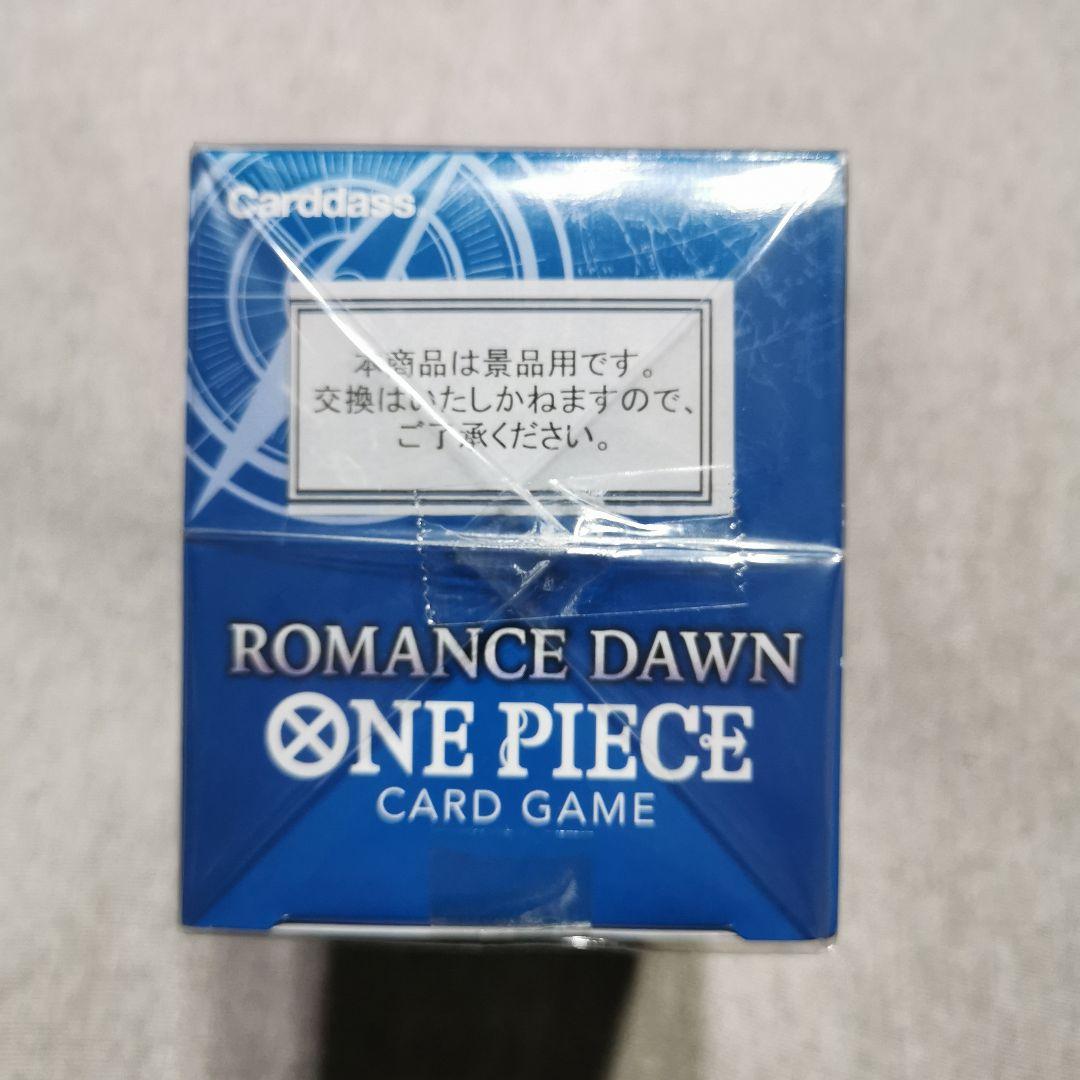 Carddass
本商品は景品用です。
交換はいたしかねますので、
ご了承ください。
ROMANCE DAWN
ONE PIECE
CARD GAME